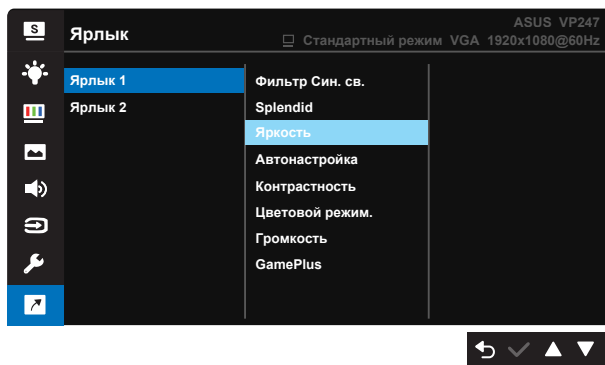 S
Ярлык
ASUS VP247
Стандартный режим VGA 1920x1080@60Hz
Ярлык 1
Ярлык 2
Фильтр Син. св.
Splendid
Яркость
Автонастройка
Контрастность
Цветовой режим.
Громкость
GamePlus